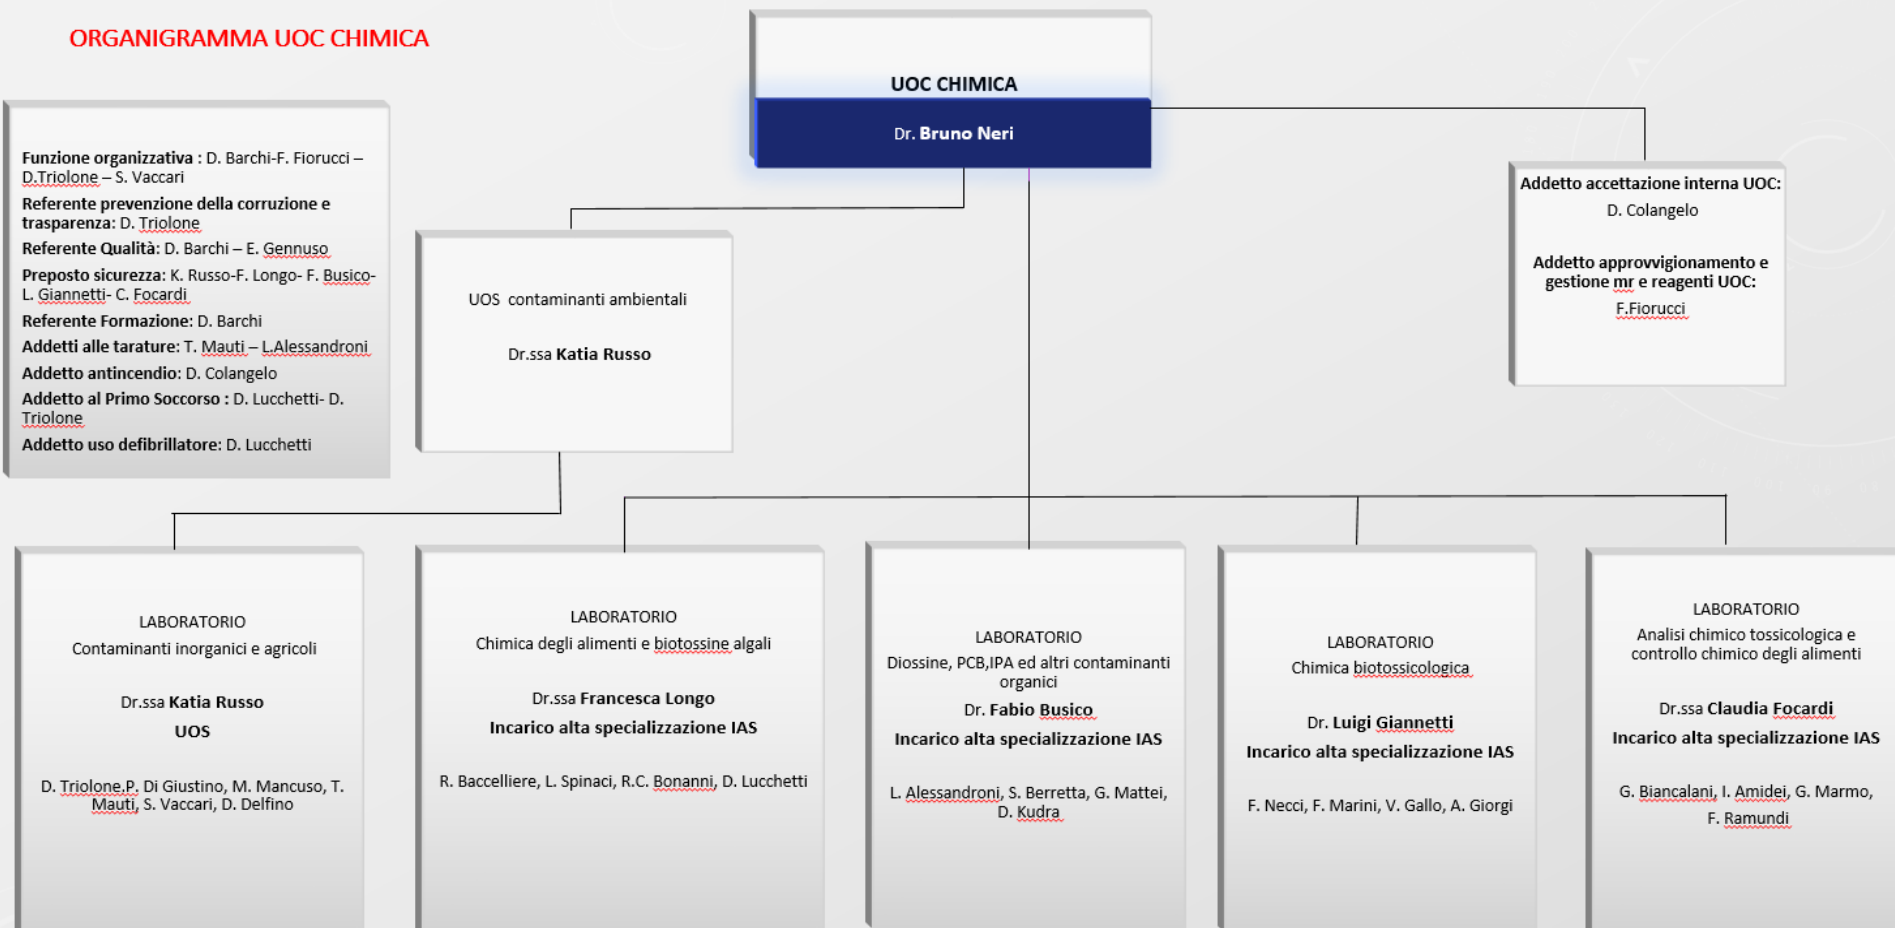 ORGANIGRAMMA UOC CHIMICA
UOC CHIMICA
Dr. Bruno Neri
Funzione organizzativa : D. Barchi-F. Fiorucci –
D.Triolone – S. Vaccari
Referente prevenzione della corruzione e
trasparenza: D. Triolone
Referente Qualità: D. Barchi – E. Gennuso
Preposto sicurezza: K. Russo-F. Longo- F. Busico-
L. Giannetti- C. Focardi
Referente Formazione: D. Barchi
Addetti alle tarature: T. Mauti – L.Alessandroni
Addetto antincendio: D. Colangelo
Addetto al Primo Soccorso : D. Lucchetti- D.
Triolone
Addetto uso defibrillatore: D. Lucchetti
UOS contaminanti ambientali
Dr.ssa Katia Russo
Addetto accettazione interna UOC:
D. Colangelo
Addetto approvvigionamento e
gestione mr e reagenti UOC:
F.Fiorucci
LABORATORIO
Contaminanti inorganici e agricoli
Dr.ssa Katia Russo
UOS
D. Triolone,P. Di Giustino, M. Mancuso, T.
Mauti, S. Vaccari, D. Delfino
LABORATORIO
Chimica degli alimenti e biotossine algali
Dr.ssa Francesca Longo
Incarico alta specializzazione IAS
R. Baccelliere, L. Spinaci, R.C. Bonanni, D. Lucchetti
LABORATORIO
Diossine, PCB,IPA ed altri contaminanti
organici
Dr. Fabio Busico
Incarico alta specializzazione IAS
L. Alessandroni, S. Berretta, G. Mattei,
D. Kudra
LABORATORIO
Chimica biotossicologica
Dr. Luigi Giannetti
Incarico alta specializzazione IAS
F. Necci, F. Marini, V. Gallo, A. Giorgi
LABORATORIO
Analisi chimico tossicologica e
controllo chimico degli alimenti
Dr.ssa Claudia Focardi
Incarico alta specializzazione IAS
G. Biancalani, I. Amidei, G. Marmo,
F. Ramundi